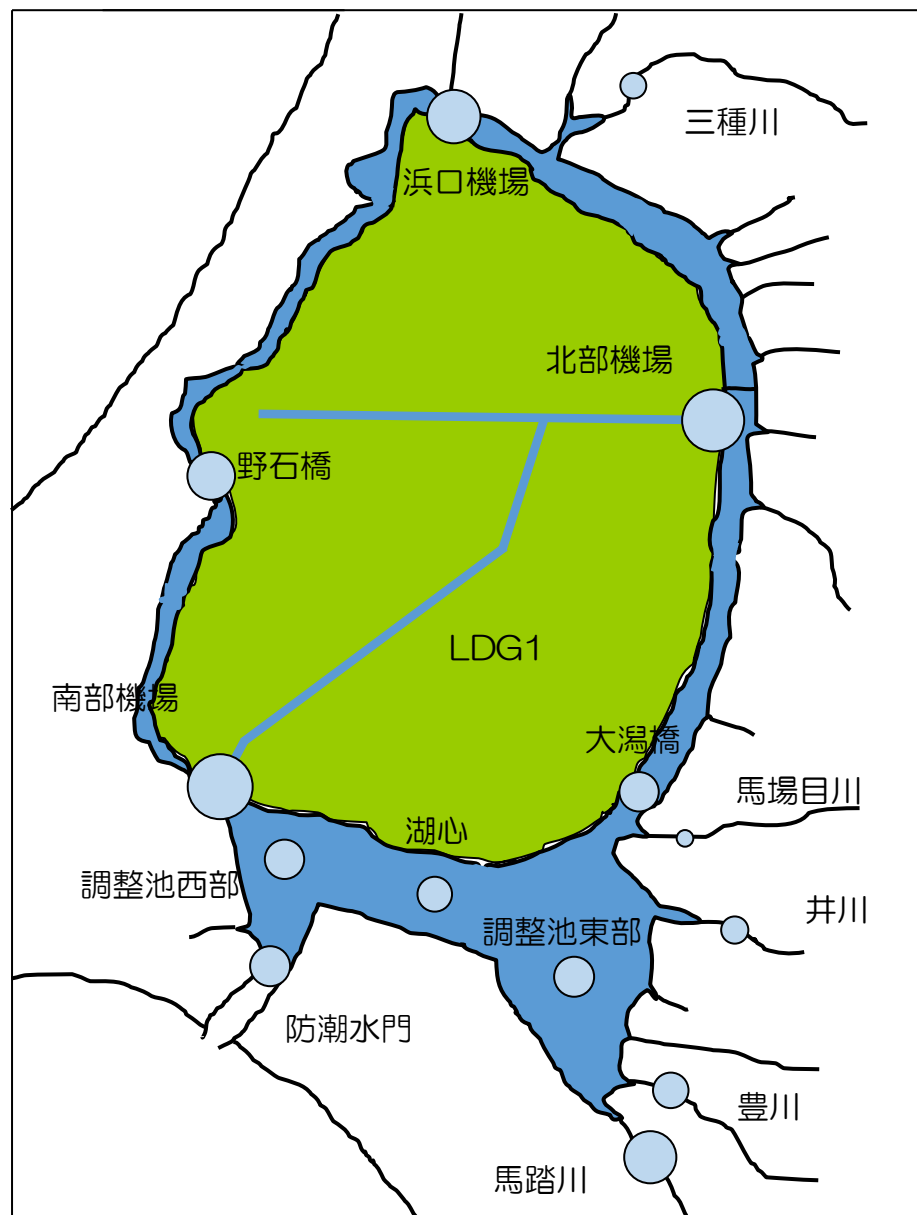 三種川
浜口機場
北部機場
野石橋
LDG1
南部機場
大潟橋
馬場目川
湖心
調整池西部
井川
調整池東部
防潮水門
豊川
馬踏川